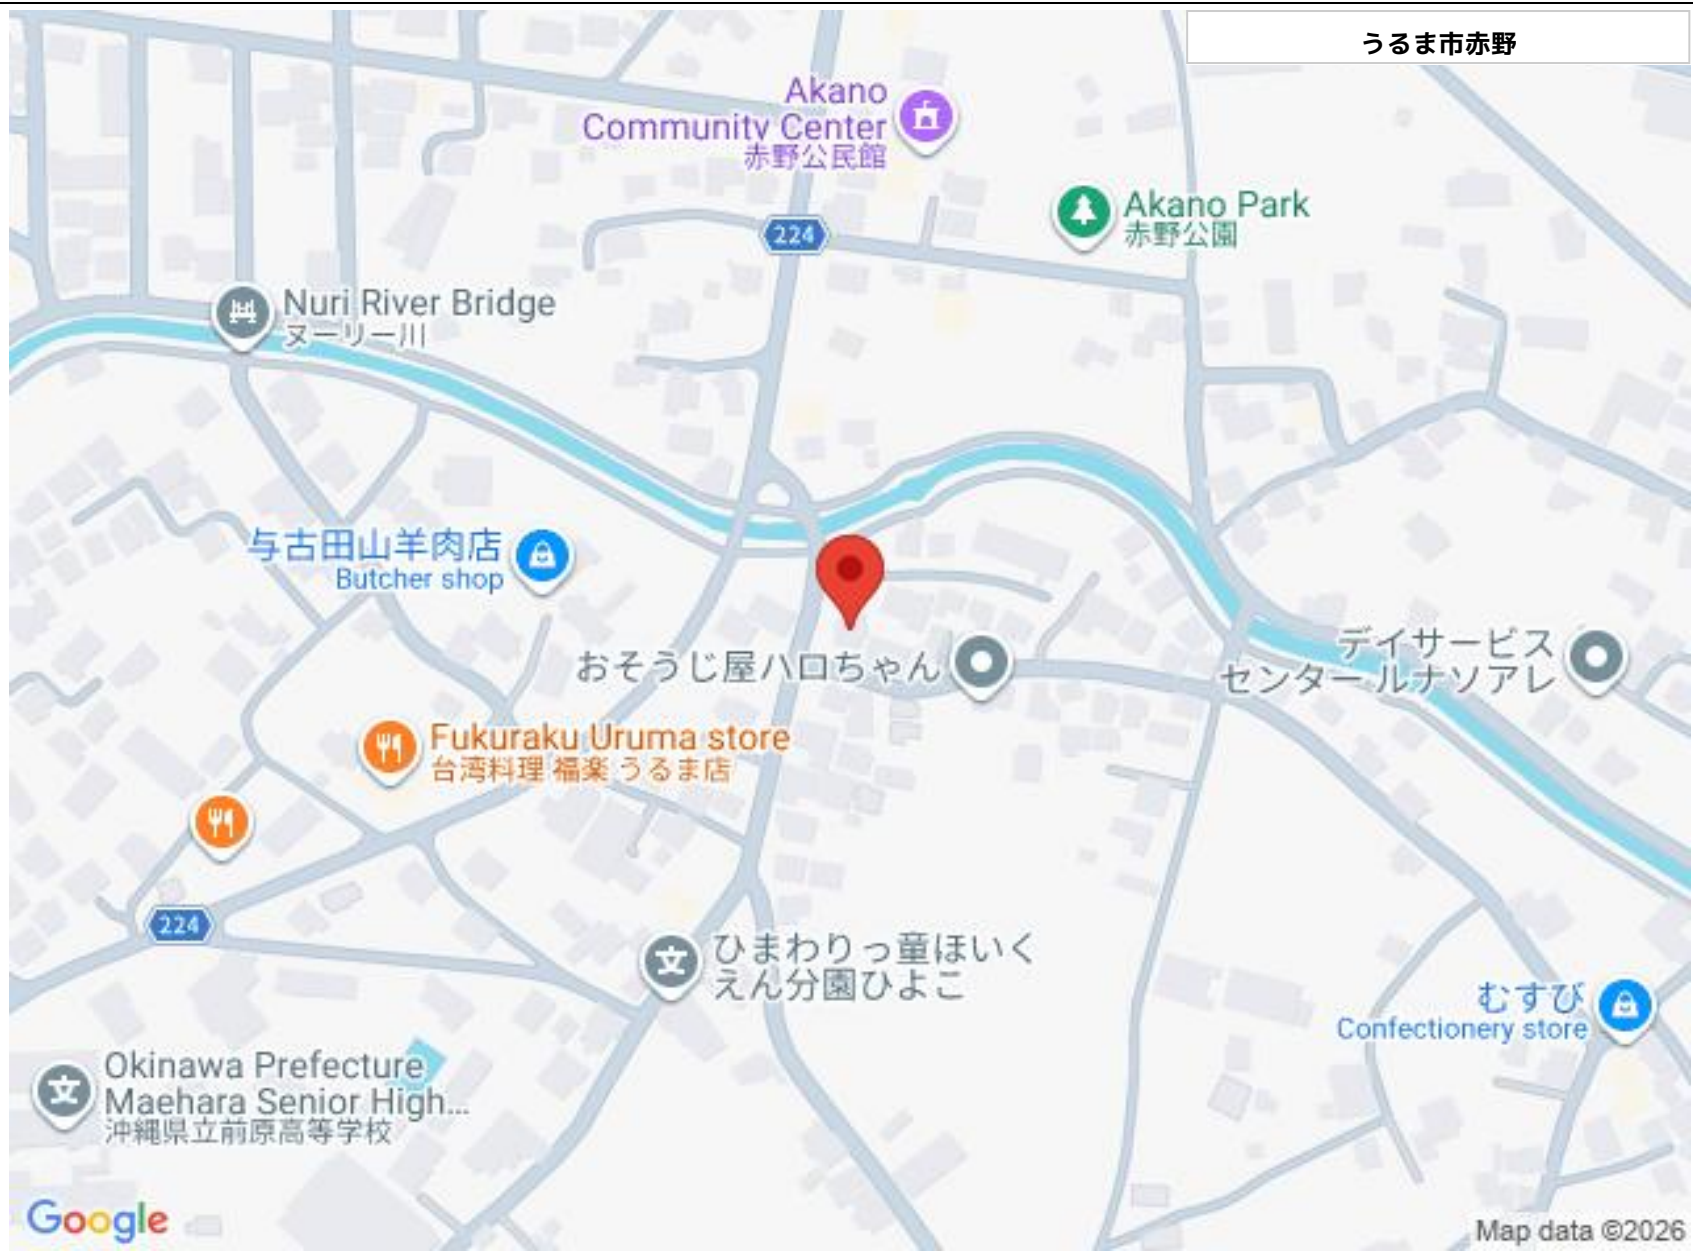 うるま市赤野
Akano
Community Center
赤野公民館
Akano Park
赤野公園
224
Nuri River Bridge
ヌーリー川
与古田山羊肉店
Butcher shop
おそうじ屋ハロちゃん
デイサービス
センター ルナソアレ
Fukuraku Uruma store
台湾料理 福楽 うるま店
224
ひまわりっ童ほいく
えん分園ひよこ
むすび
Confectionery store
Okinawa Prefecture
Maehara Senior High...
沖縄県立前原高等学校
Google
Map data ©2026